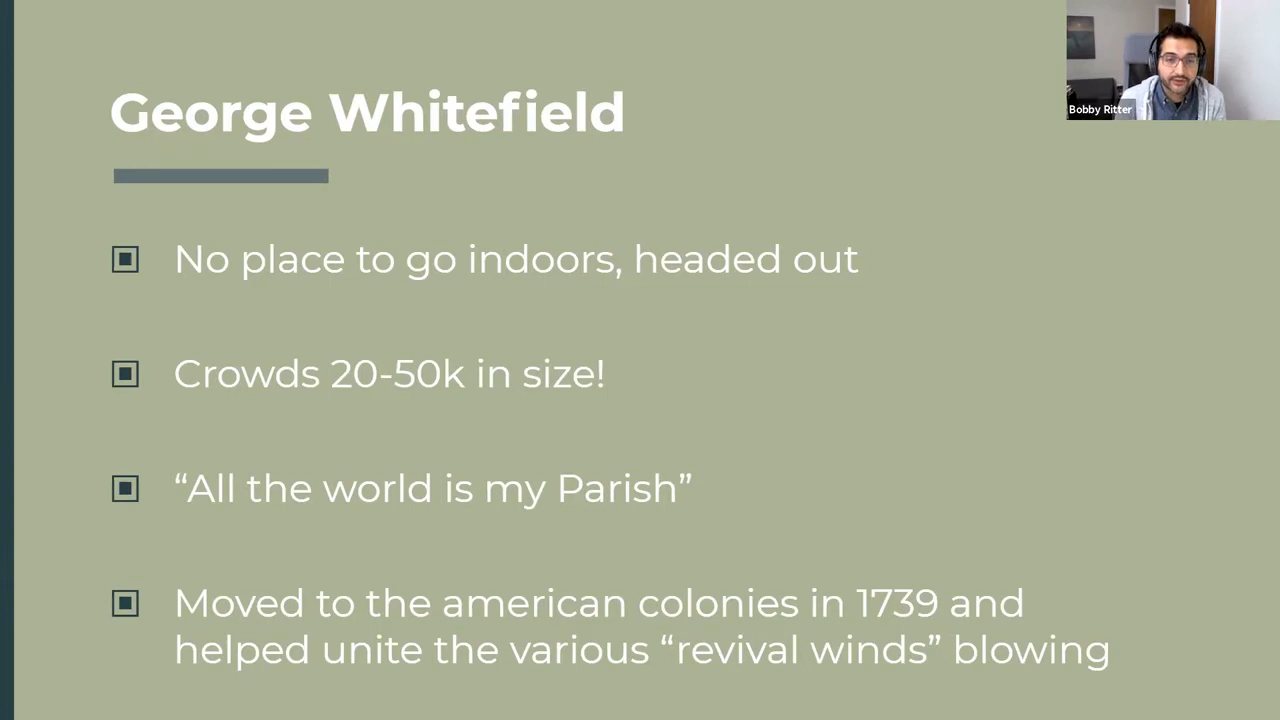 George Whitefield
Bobby Ritter
No place to go indoors, headed out
Crowds 20-50k in size!
“All the world is my Parish”
Moved to the american colonies in 1739 and
helped unite the various “revival winds” blowing